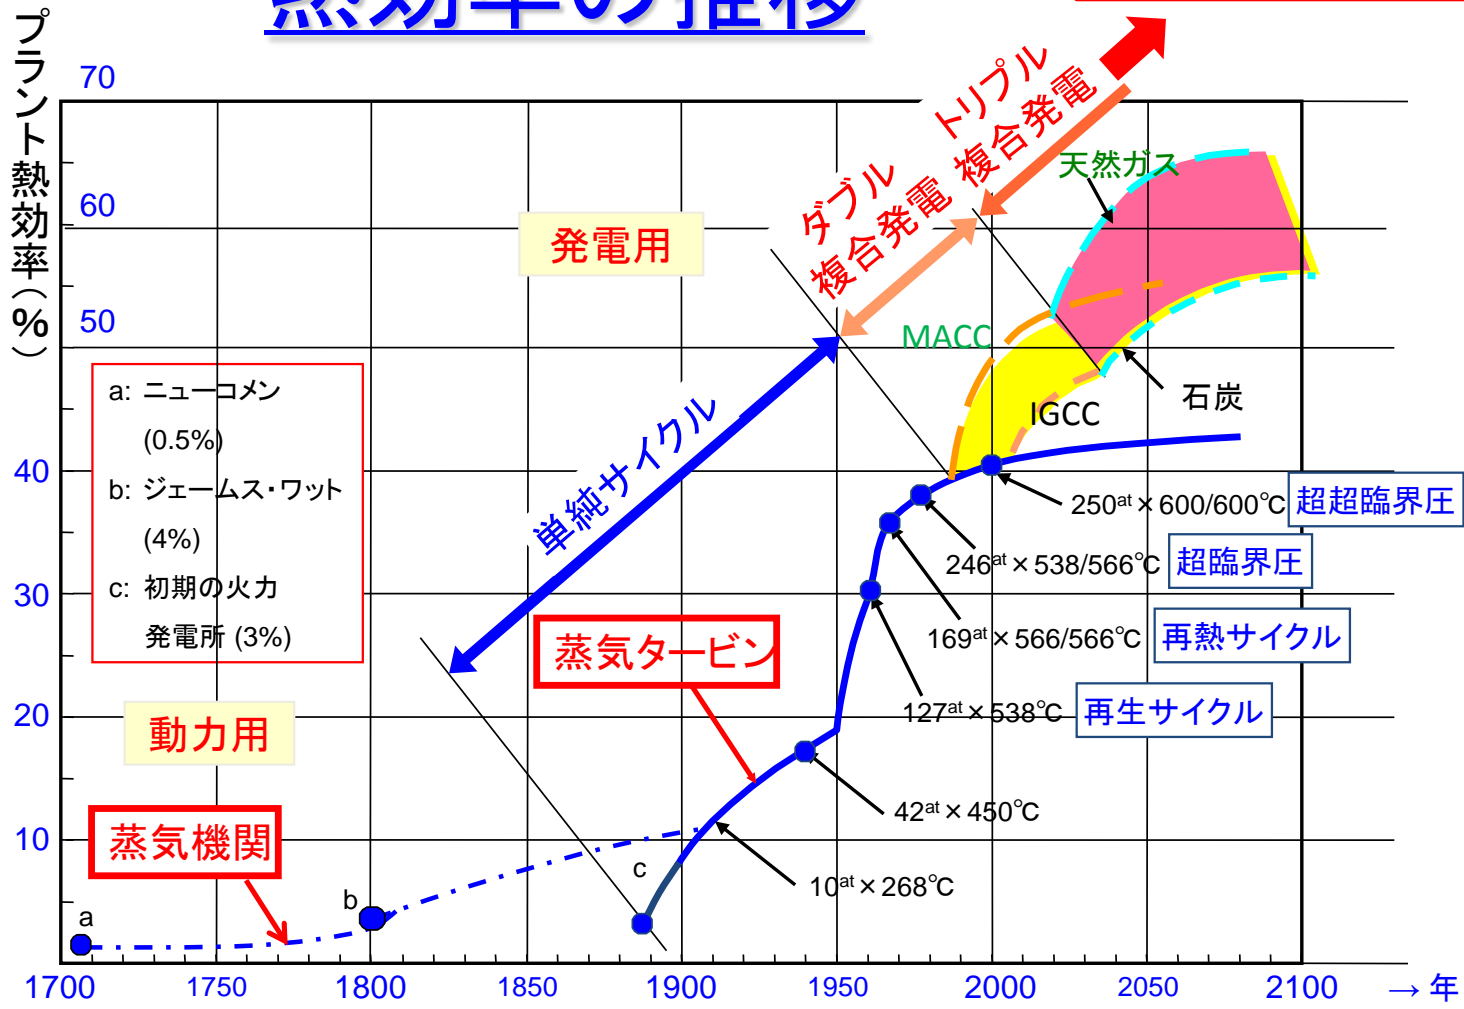 熱効率の推移
プラント熱効率(%)
70
60
50
40
30
20
10
トリプル
複合発電
ダブル
複合発電
天然ガス
発電用
MACC
石炭
IGCC
単純サイクル
a: ニューコメン
(0.5%)
b: ジェームス・ワット
(4%)
c: 初期の火力
発電所 (3%)
250at × 600/600℃ 超超臨界圧
246at × 538/566℃ 超臨界圧
169at × 566/566℃ 再熱サイクル
127at × 538℃ 再生サイクル
蒸気タービン
動力用
42at × 450℃
蒸気機関
10at × 268℃
a
b
c
1700 1750 1800 1850 1900 1950 2000 2050 2100 → 年